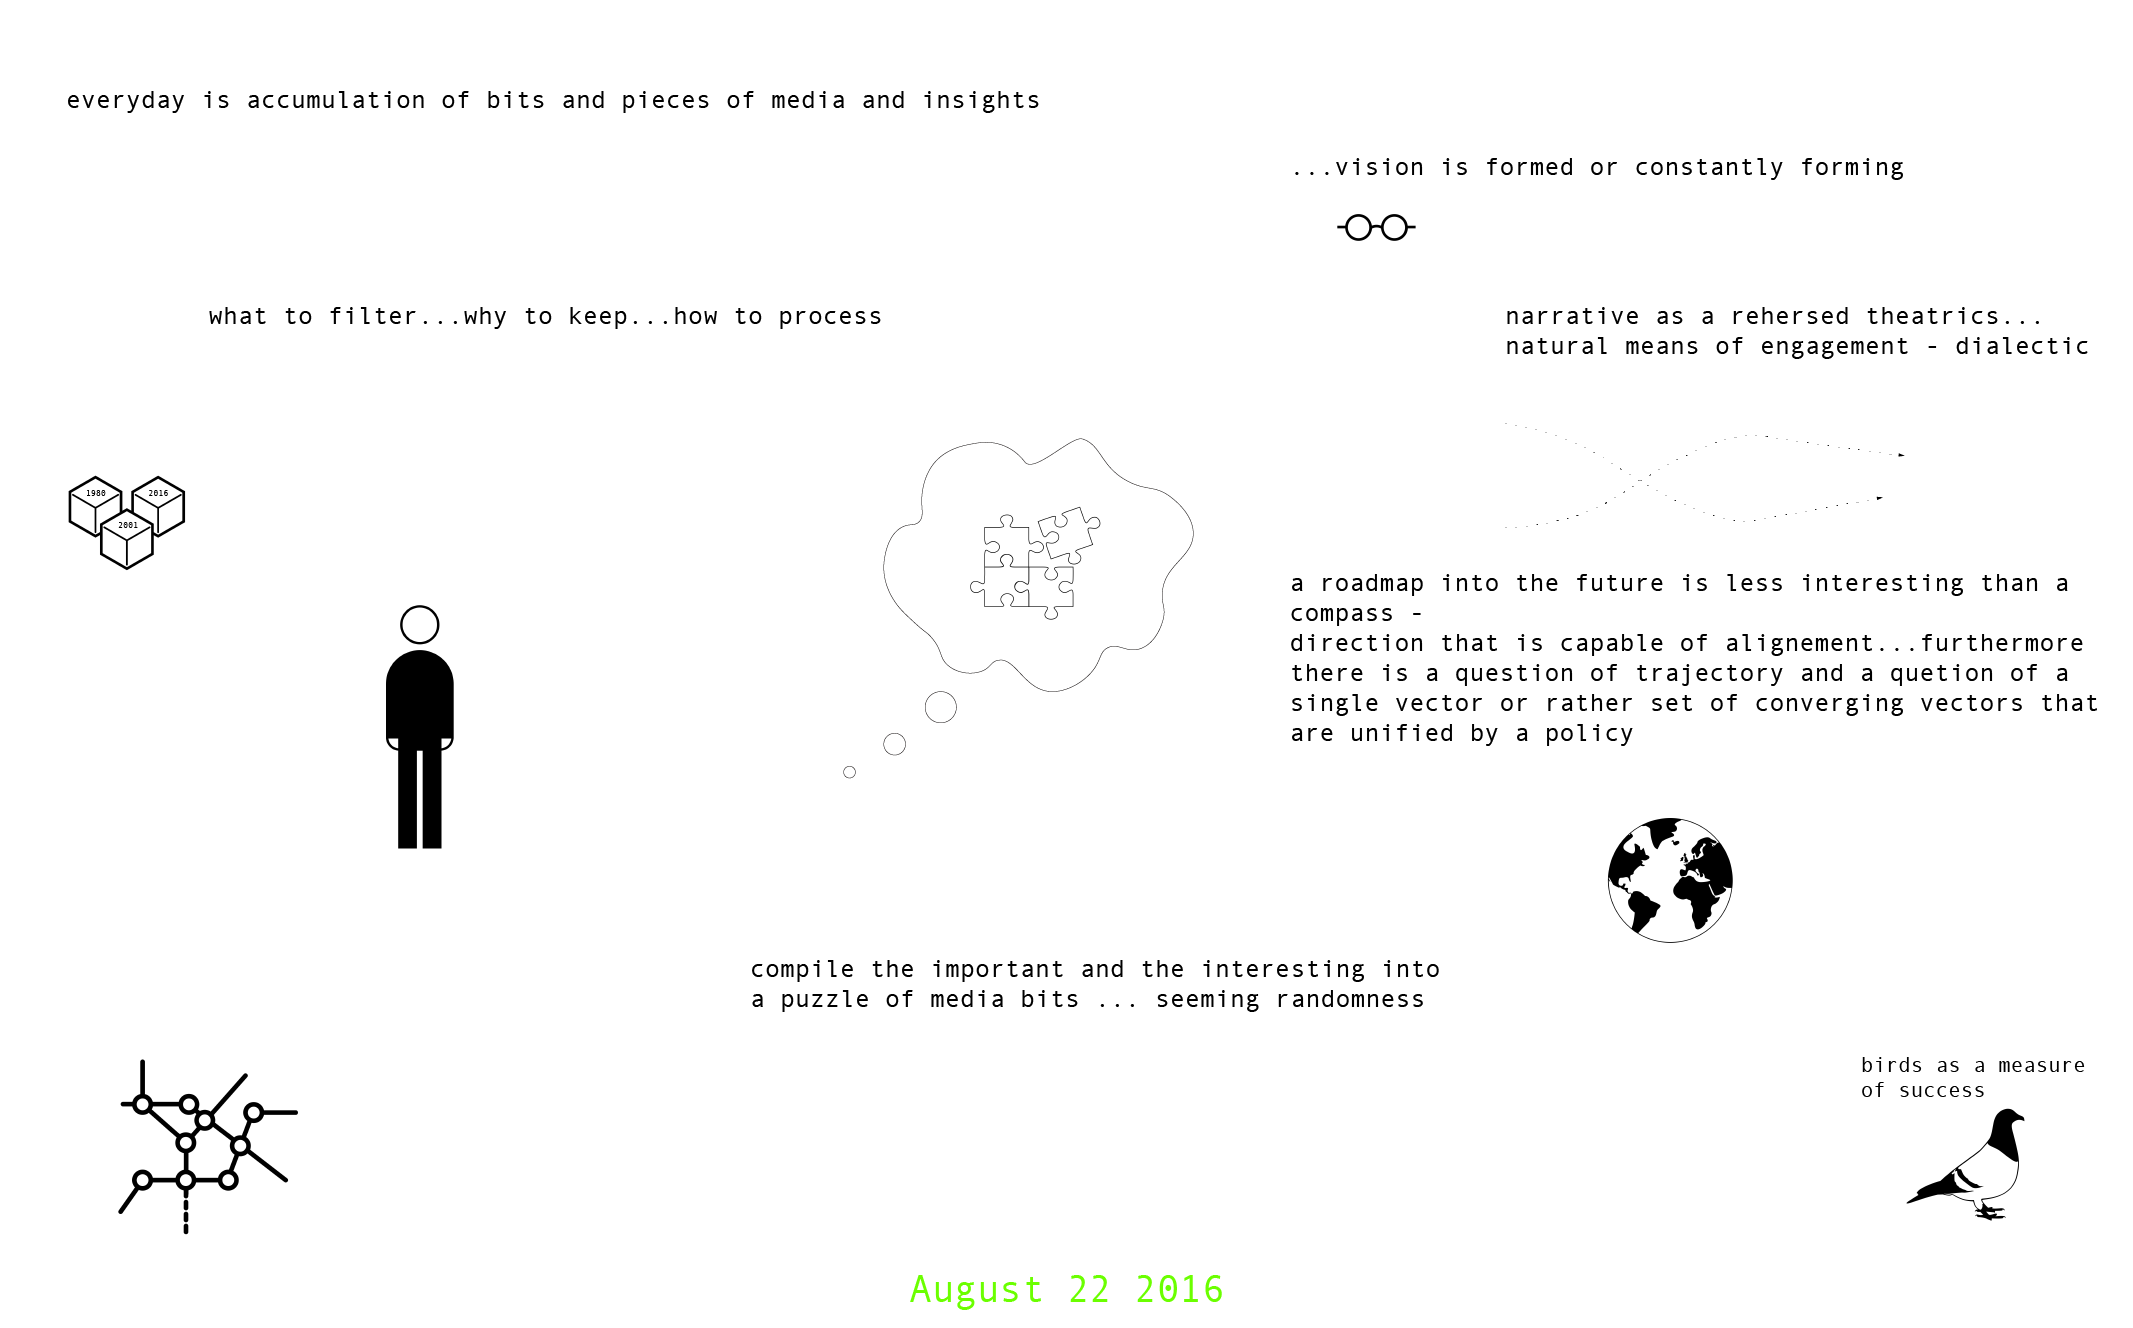 everyday is accumulation of bits and pieces of media and insights
...vision is formed or constantly forming
what to filter...why to keep...how to process
narrative as a rehersed theatrics...
natural means of engagement - dialectic
1980
2016
2001
a roadmap into the future is less interesting than a
compass -
direction that is capable of alignement...furthermore
there is a question of trajectory and a quetion of a
single vector or rather set of converging vectors that
are unified by a policy
compile the important and the interesting into
a puzzle of media bits ... seeming randomness
birds as a measure
of success
August 22 2016